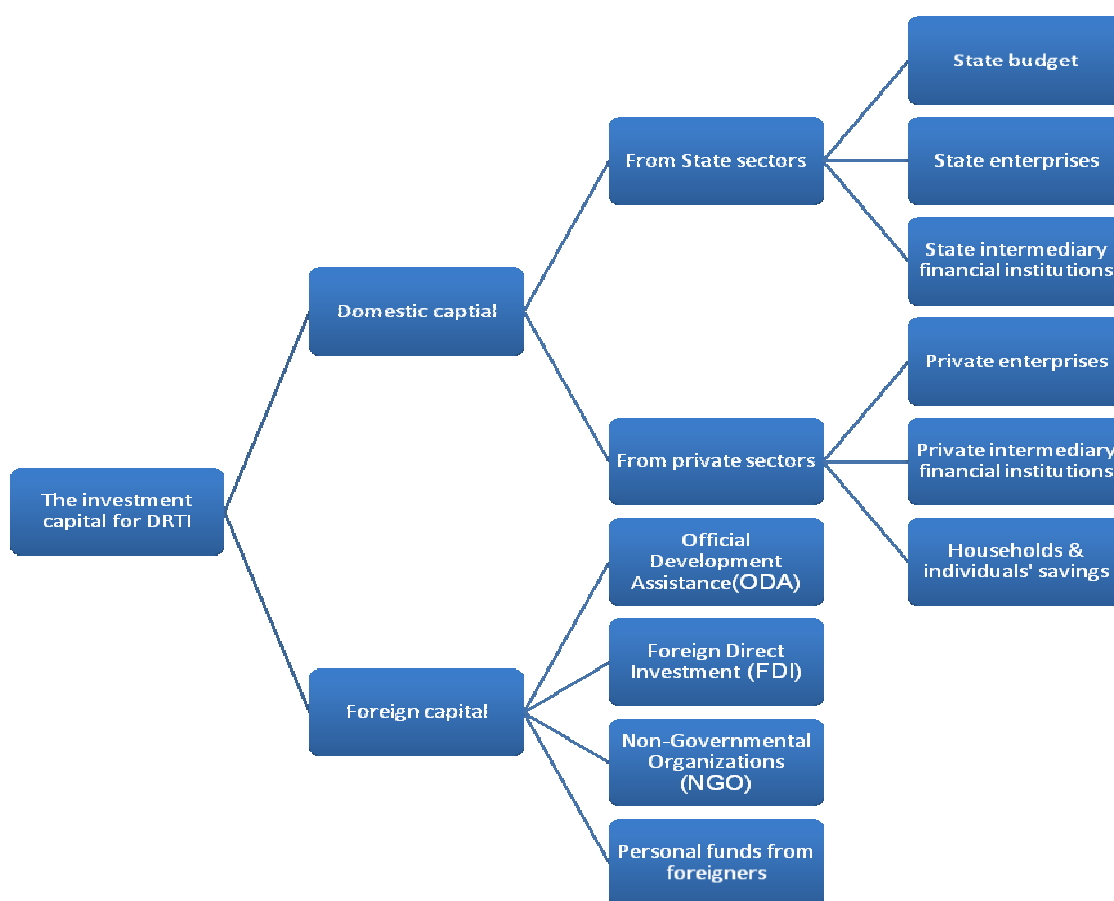 State budget
From State sectors
State enterprises
State intermediary
financial institutions
Domestic captial
Private enterprises
From private sectors
Private intermediary
financial institutions
Households &
individuals' savings
The investment
capital for DRTI
Official
Development
Assistance(ODA)
Foreign Direct
Investment (FDI)
Foreign capital
Non-Governmental
Organizations
(NGO)
Personal funds from
foreigners